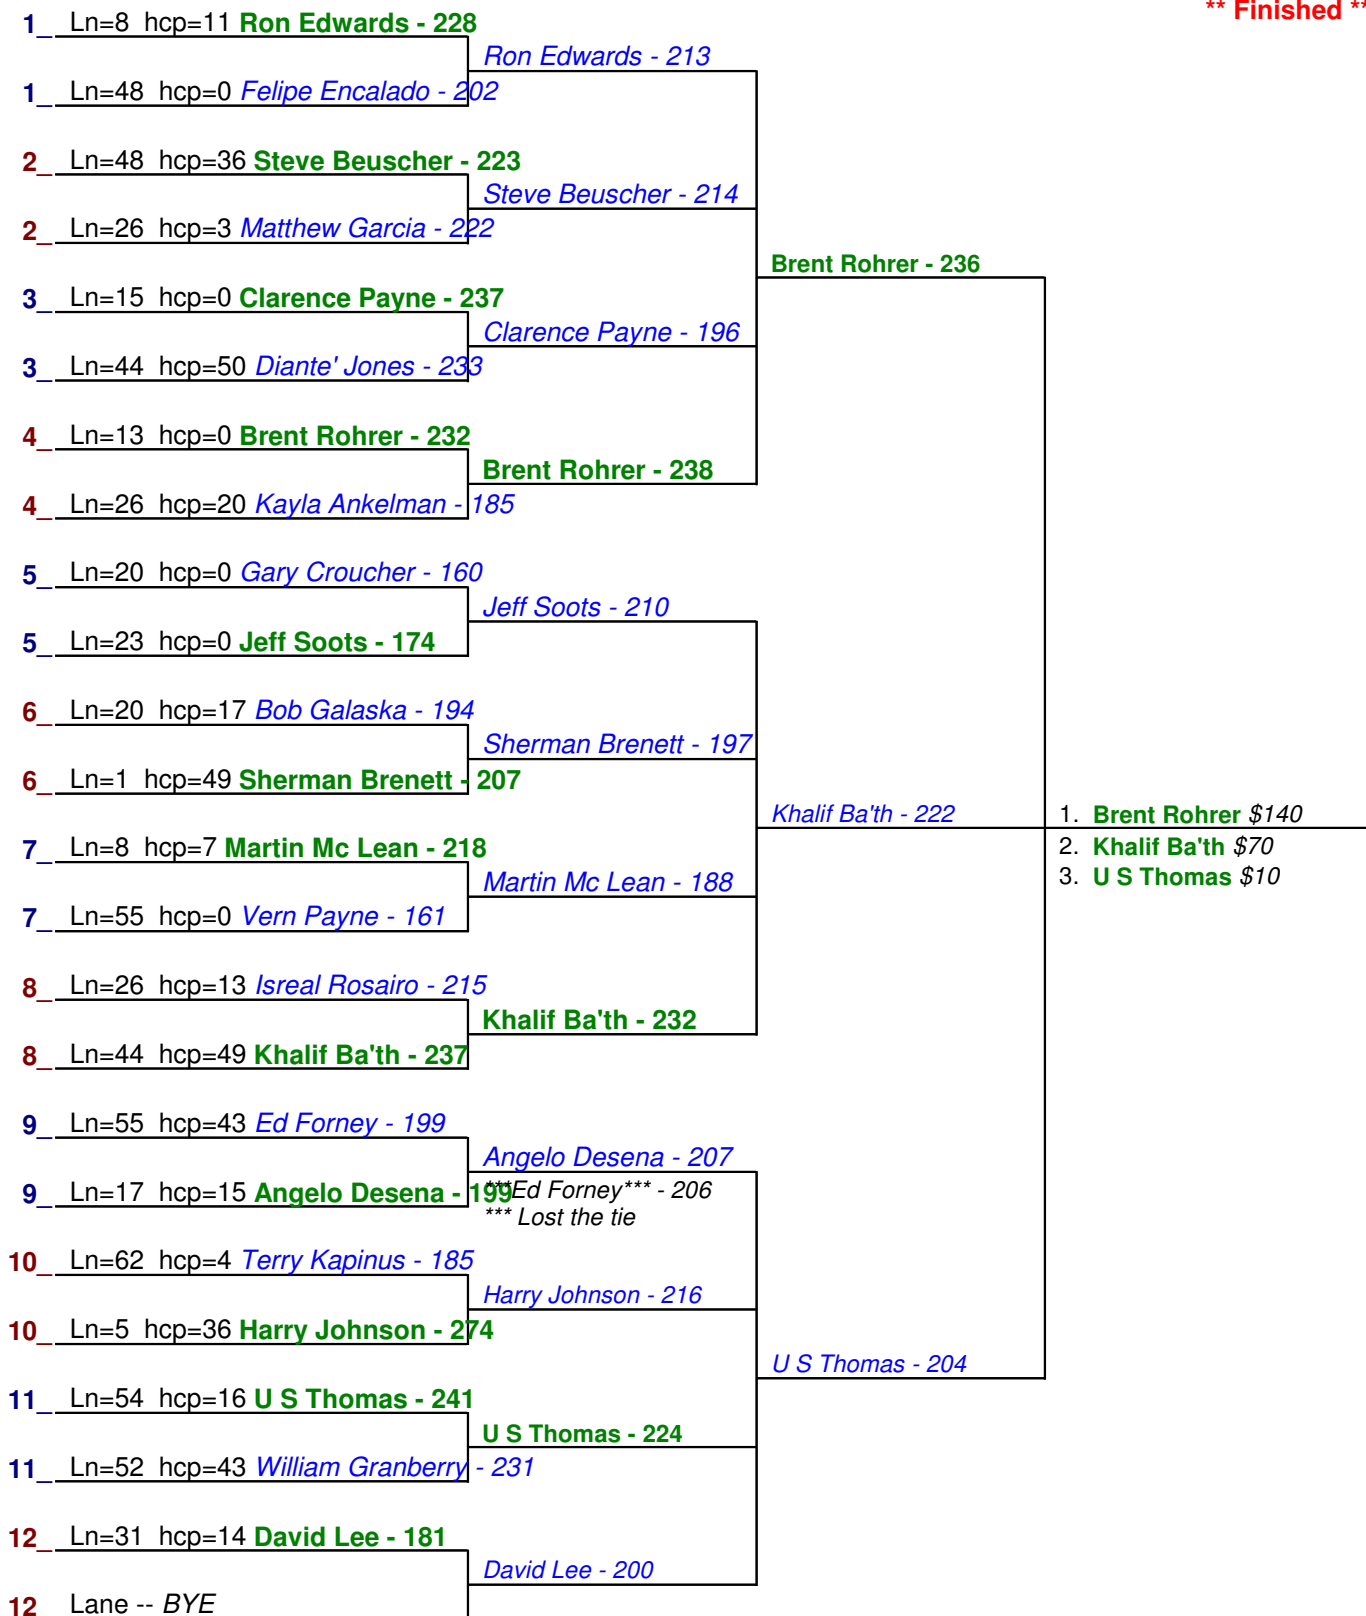 ** Finished **
1_ Ln=8 hcp=11 Ron Edwards - 228
Ron Edwards - 213
1_ Ln=48 hcp=0 Felipe Encalado - 202
2_ Ln=48 hcp=36 Steve Beuscher - 223
Steve Beuscher - 214
2_ Ln=26 hcp=3 Matthew Garcia - 222
Brent Rohrer - 236
3_ Ln=15 hcp=0 Clarence Payne - 237
Clarence Payne - 196
3_ Ln=44 hcp=50 Diante' Jones - 233
4_ Ln=13 hcp=0 Brent Rohrer - 232
Brent Rohrer - 238
4_ Ln=26 hcp=20 Kayla Ankelman - 185
5_ Ln=20 hcp=0 Gary Croucher - 160
Jeff Soots - 210
5_ Ln=23 hcp=0 Jeff Soots - 174
6_ Ln=20 hcp=17 Bob Galaska - 194
Sherman Brenett - 197
6_ Ln=1 hcp=49 Sherman Brenett - 207
Khalif Ba'th - 222
1. Brent Rohrer $140
2. Khalif Ba'th $70
3. U S Thomas $10
7_ Ln=8 hcp=7 Martin Mc Lean - 218
Martin Mc Lean - 188
7_ Ln=55 hcp=0 Vern Payne - 161
8_ Ln=26 hcp=13 Isreal Rosairo - 215
Khalif Ba'th - 232
8_ Ln=44 hcp=49 Khalif Ba'th - 237
9_ Ln=55 hcp=43 Ed Forney - 199
Angelo Desena - 207
9_ Ln=17 hcp=15 Angelo Desena - 199
***Ed Forney*** - 206
*** Lost the tie
10_ Ln=62 hcp=4 Terry Kapinus - 185
Harry Johnson - 216
10_ Ln=5 hcp=36 Harry Johnson - 274
U S Thomas - 204
11_ Ln=54 hcp=16 U S Thomas - 241
U S Thomas - 224
11_ Ln=52 hcp=43 William Granberry - 231
12_ Ln=31 hcp=14 David Lee - 181
David Lee - 200
12 Lane -- BYE